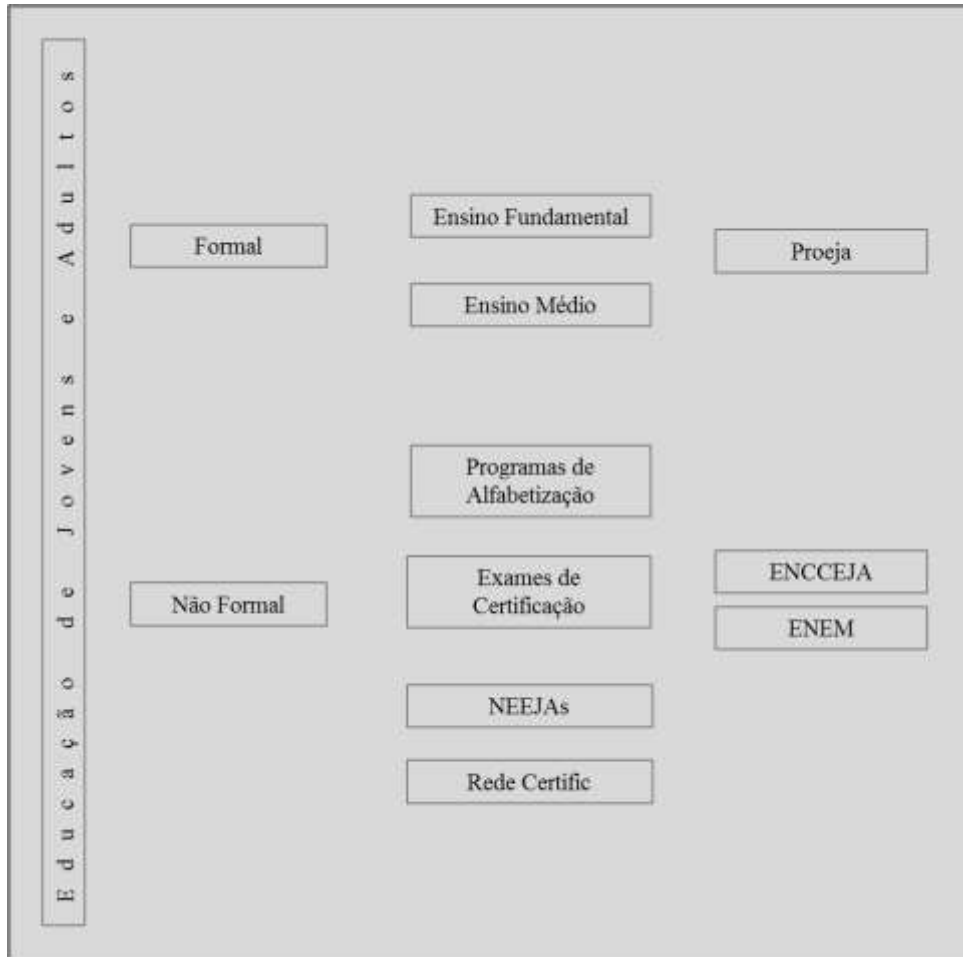 Educação de Jovens e Adultos
Formal
Ensino Fundamental
Ensino Médio
Proeja
Não Formal
Programas de
Alfabetização
Exames de
Certificação
ENCCEJA
ENEM
NEEJAs
Rede Certific